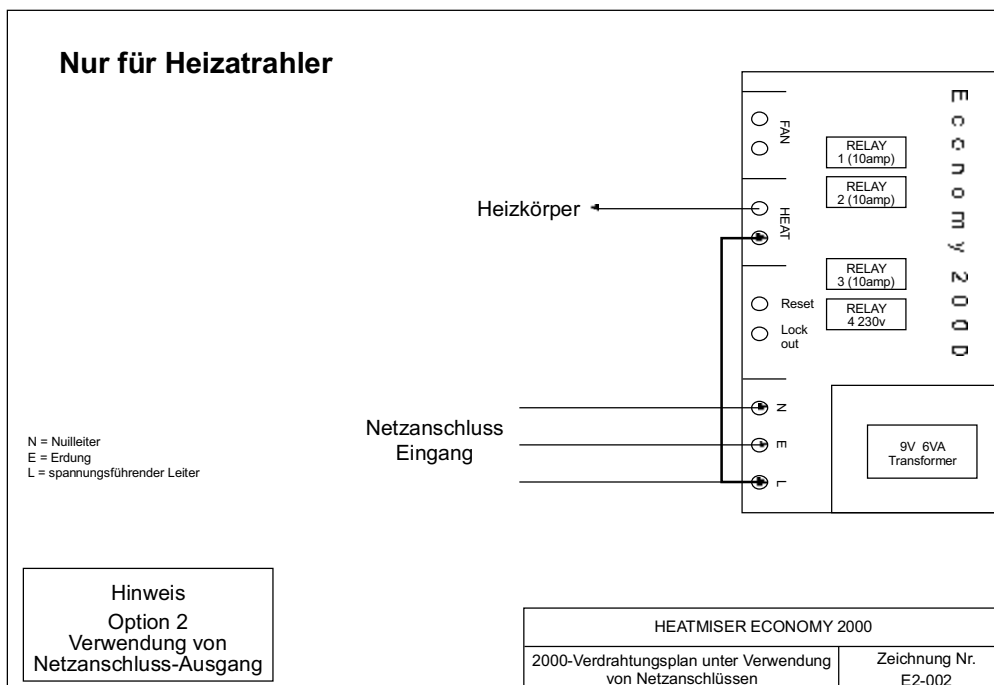 Nur für Heizatrahler
Economy 2000
FAN
RELAY
1 (10amp)
RELAY
2 (10amp)
Heizkörper
HEAT
RELAY
3 (10amp)
Reset
RELAY
4 230v
Lock
out
Netzanschluss
Eingang
N
E
L
9V 6VA
Transformer
N = Nuilleiter
E = Erdung
L = spannungsführender Leiter
Hinweis
Option 2
Verwendung von
Netzanschluss-Ausgang
HEATMISER ECONOMY 2000
2000-Verdrahtungsplan unter Verwendung
von Netzanschlüssen
Zeichnung Nr.
E2-002